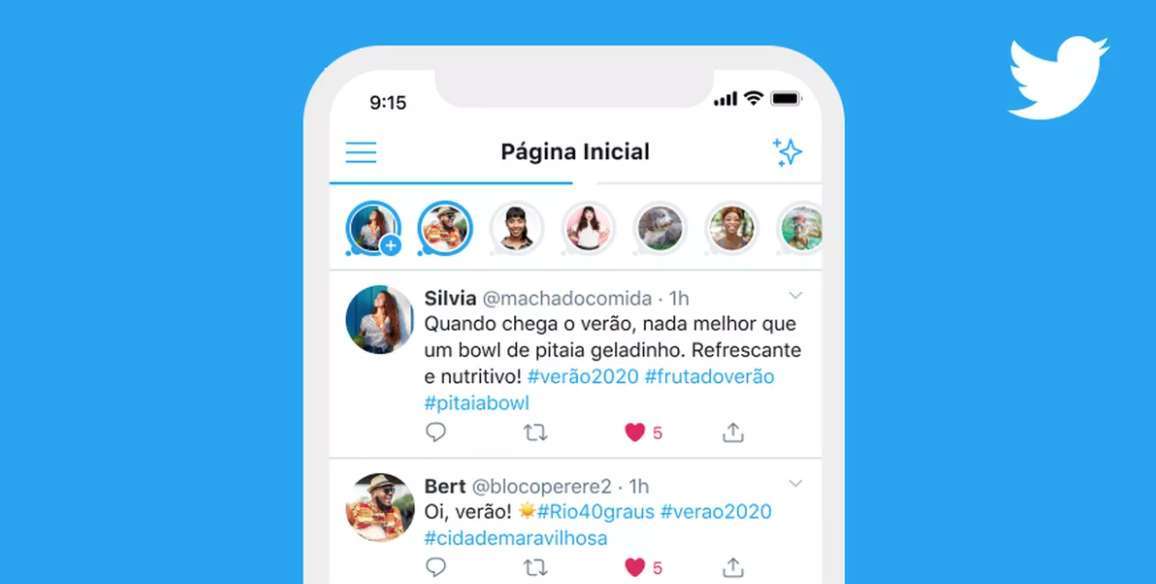 9:15
Página Inicial
Silvia @machadocomida · 1h
Quando chega o verão, nada melhor que
um bowl de pitaia geladinho. Refrescante
e nutritivo! #verão2020 #frutadoverão
#pitaiabowl
5
Bert @blocoperere2 · 1h
Oi, verão! ☀️#Rio40graus #verao2020
#cidademaravilhosa
5